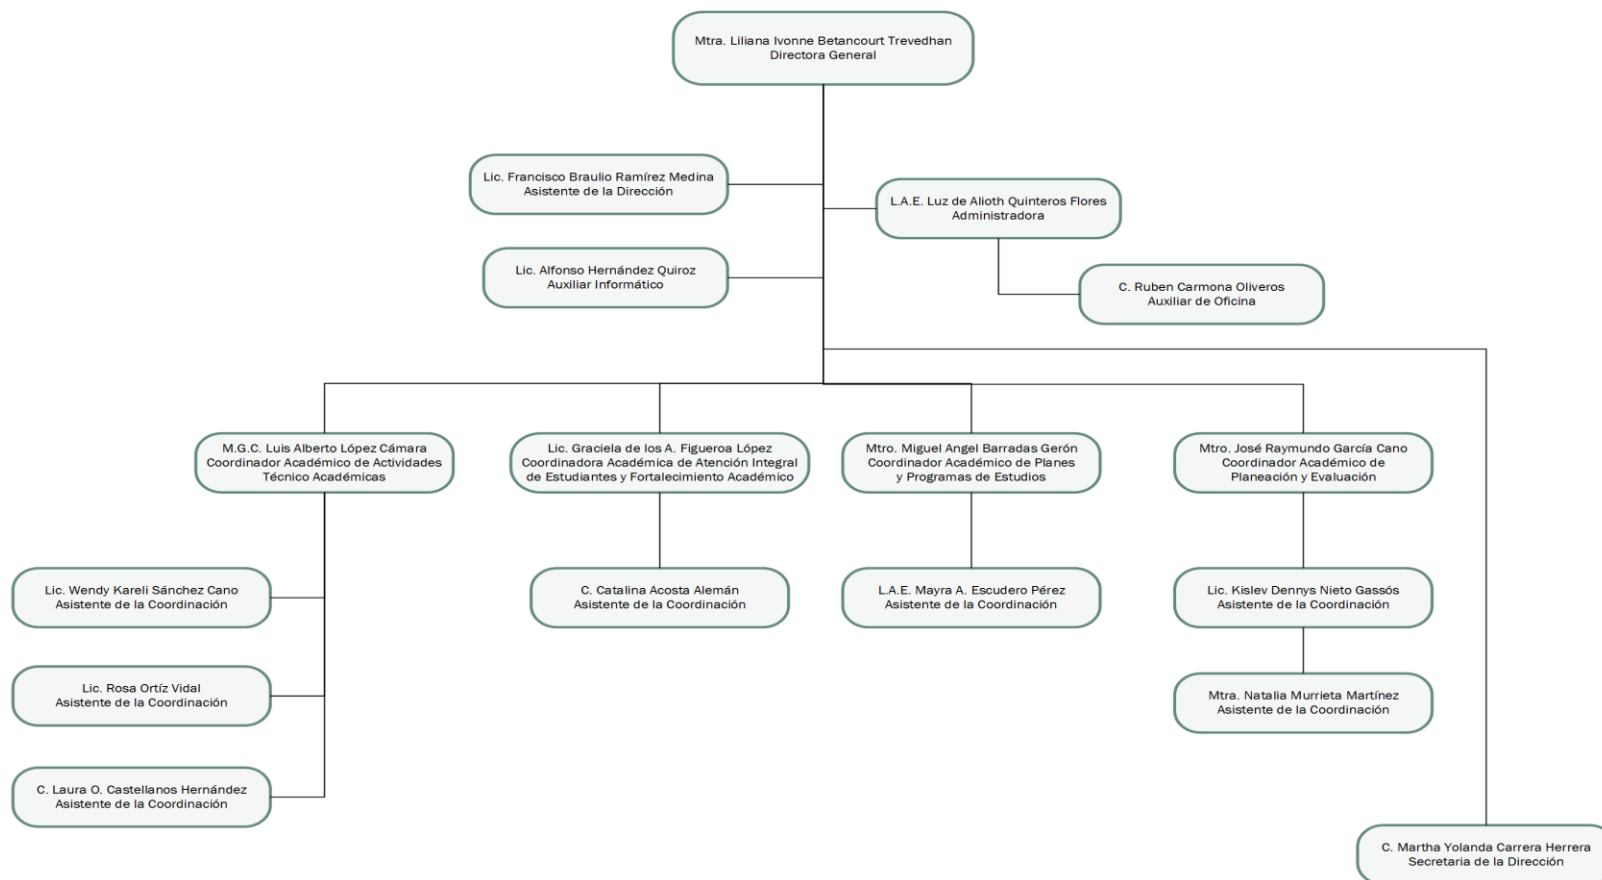 Mtra. Liliana Ivonne Betancourt Trevedhan
Directora General
Lic. Francisco Braulio Ramírez Medina
Asistente de la Dirección
L.A.E. Luz de Alioth Quinteros Flores
Administradora
Lic. Alfonso Hernández Quiroz
Auxiliar Informático
C. Ruben Carmona Oliveros
Auxiliar de Oficina
M.G.C. Luis Alberto López Cámara
Coordinador Académico de Actividades
Técnico Académicas
Lic. Graciela de los A. Figueroa López
Coordinadora Académica de Atención Integral
de Estudiantes y Fortalecimiento Académico
Mtro. Miguel Angel Barradas Gerón
Coordinador Académico de Planes
y Programas de Estudios
Mtro. José Raymundo García Cano
Coordinador Académico de
Planeación y Evaluación
Lic. Wendy Kareli Sánchez Cano
Asistente de la Coordinación
C. Catalina Acosta Alemán
Asistente de la Coordinación
L.A.E. Mayra A. Escudero Pérez
Asistente de la Coordinación
Lic. Kislev Dennys Nieto Gassós
Asistente de la Coordinación
Lic. Rosa Ortíz Vidal
Asistente de la Coordinación
Mtra. Natalia Murrieta Martínez
Asistente de la Coordinación
C. Laura O. Castellanos Hernández
Asistente de la Coordinación
C. Martha Yolanda Carrera Herrera
Secretaria de la Dirección